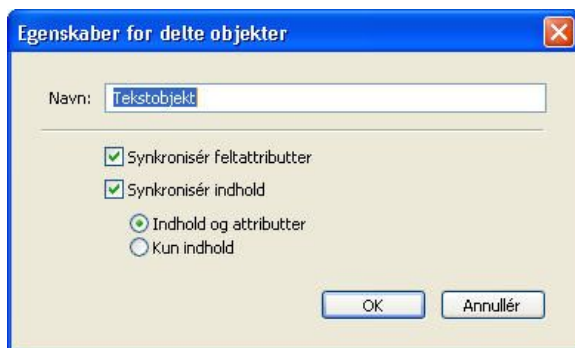 Egenskaber for delte objekter
Navn: Tekstobjekt
Synkronisér feltattributter
Synkronisér indhold
Indhold og attributter
Kun indhold
OK Annullér